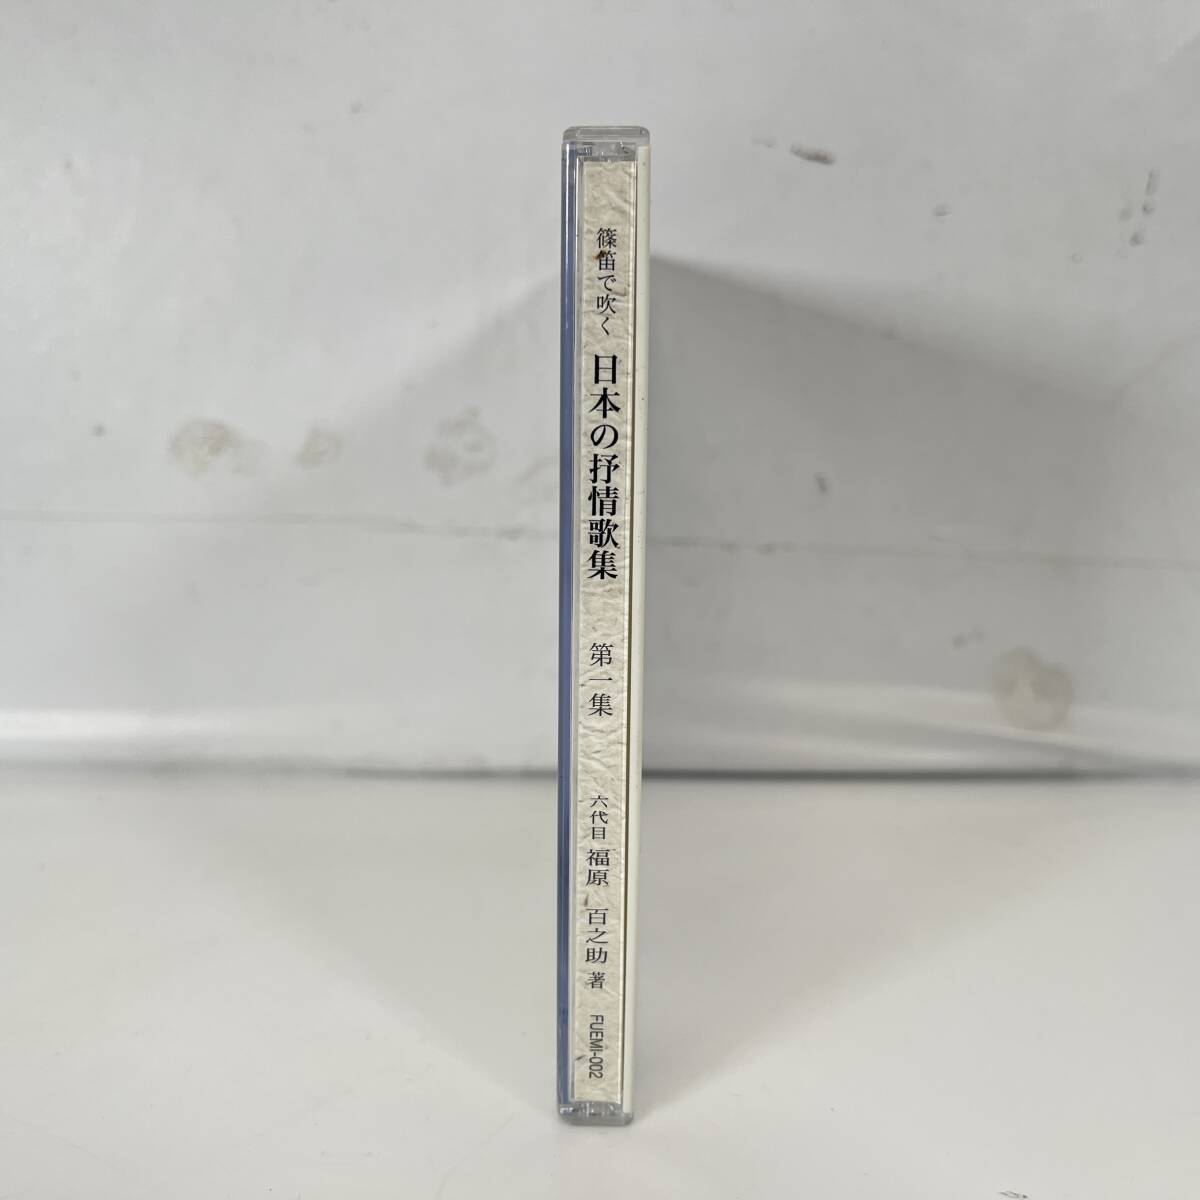 篠笛で吹く 日本の抒情歌集 第一集 六代目 福原 百之助 著 FUEMI-002